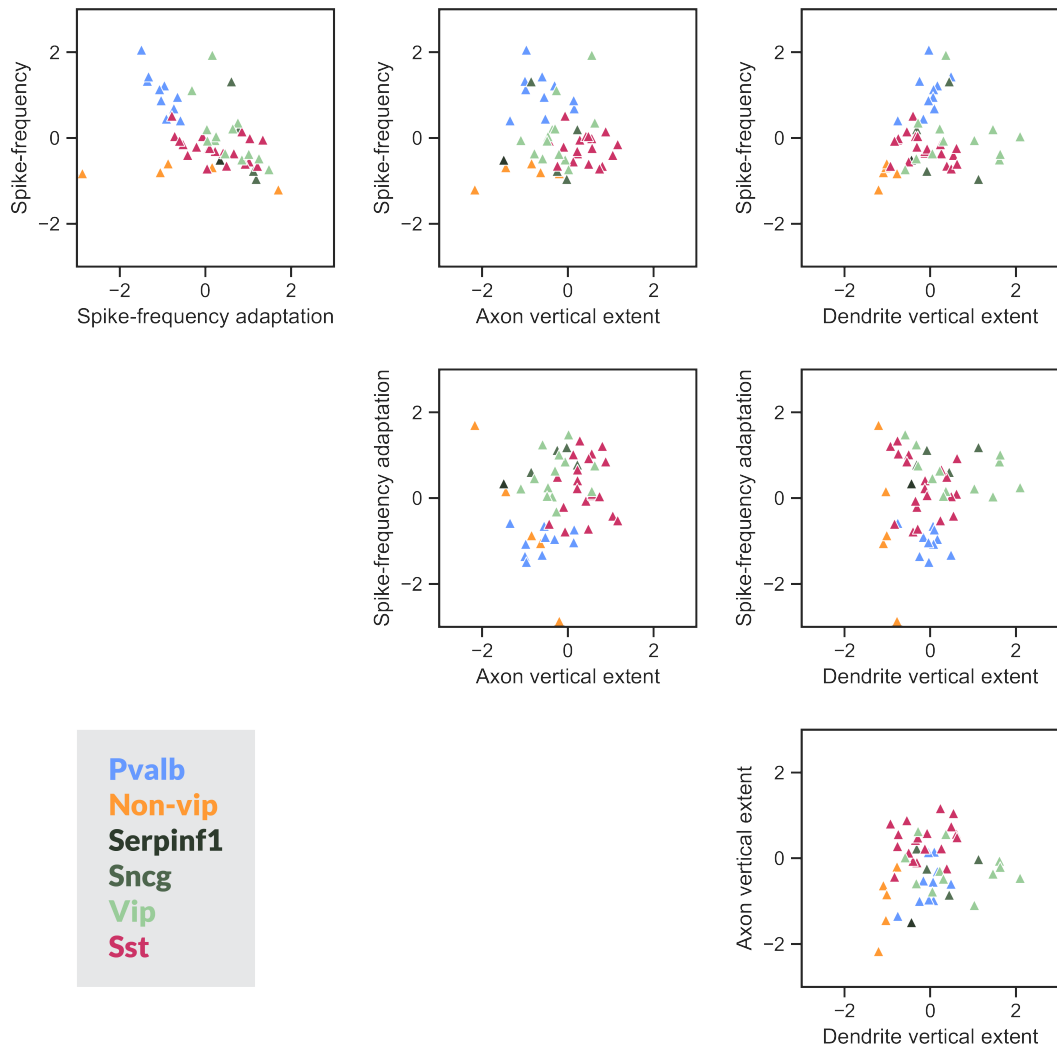 Spike-frequency
2
0
−2
−2 0 2
Spike-frequency adaptation
Spike-frequency
2
0
−2
−2 0 2
Axon vertical extent
Spike-frequency
2
0
−2
−2 0 2
Dendrite vertical extent
Spike-frequency adaptation
2
0
−2
−2 0 2
Axon vertical extent
Spike-frequency adaptation
2
0
−2
−2 0 2
Dendrite vertical extent
Pvalb
Non-vip
Serpinf1
Sncg
Vip
Sst
Axon vertical extent
2
0
−2
−2 0 2
Dendrite vertical extent